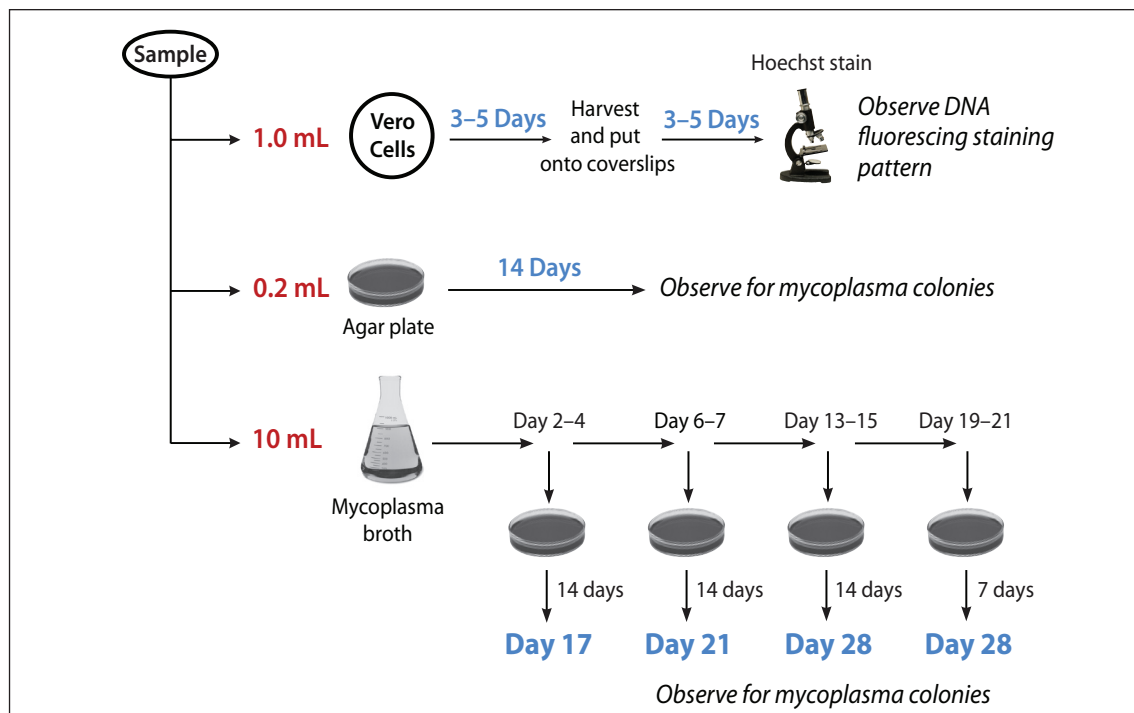 Sample
Hoechst stain
1.0 mL
Vero
Cells
3–5 Days
Harvest
and put
onto coverslips
3–5 Days
Observe DNA
fluorescing staining
pattern
0.2 mL
Agar plate
14 Days
Observe for mycoplasma colonies
10 mL
Mycoplasma
broth
Day 2–4
Day 6–7
Day 13–15
Day 19–21
14 days
14 days
14 days
7 days
Day 17
Day 21
Day 28
Day 28
Observe for mycoplasma colonies